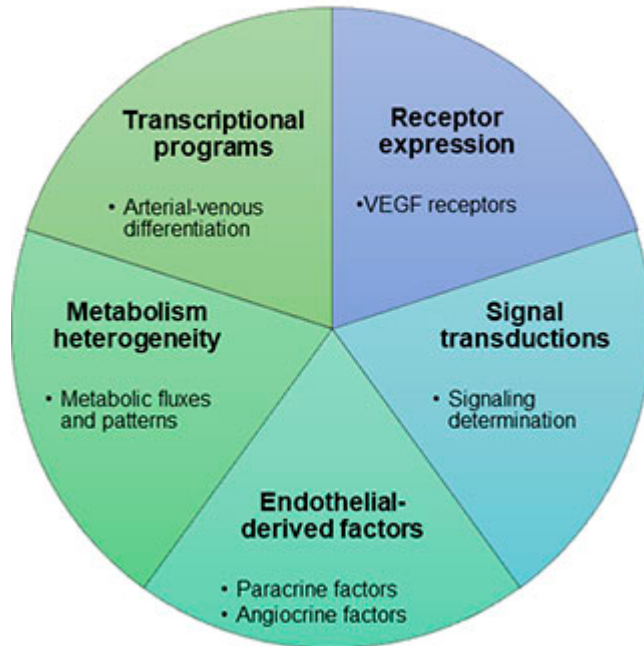 Transcriptional
programs
• Arterial-venous
differentiation
Receptor
expression
•VEGF receptors
Signal
transductions
• Signaling
determination
Endothelial-
derived factors
• Paracrine factors
• Angiocrine factors
Metabolism
heterogeneity
• Metabolic fluxes
and patterns